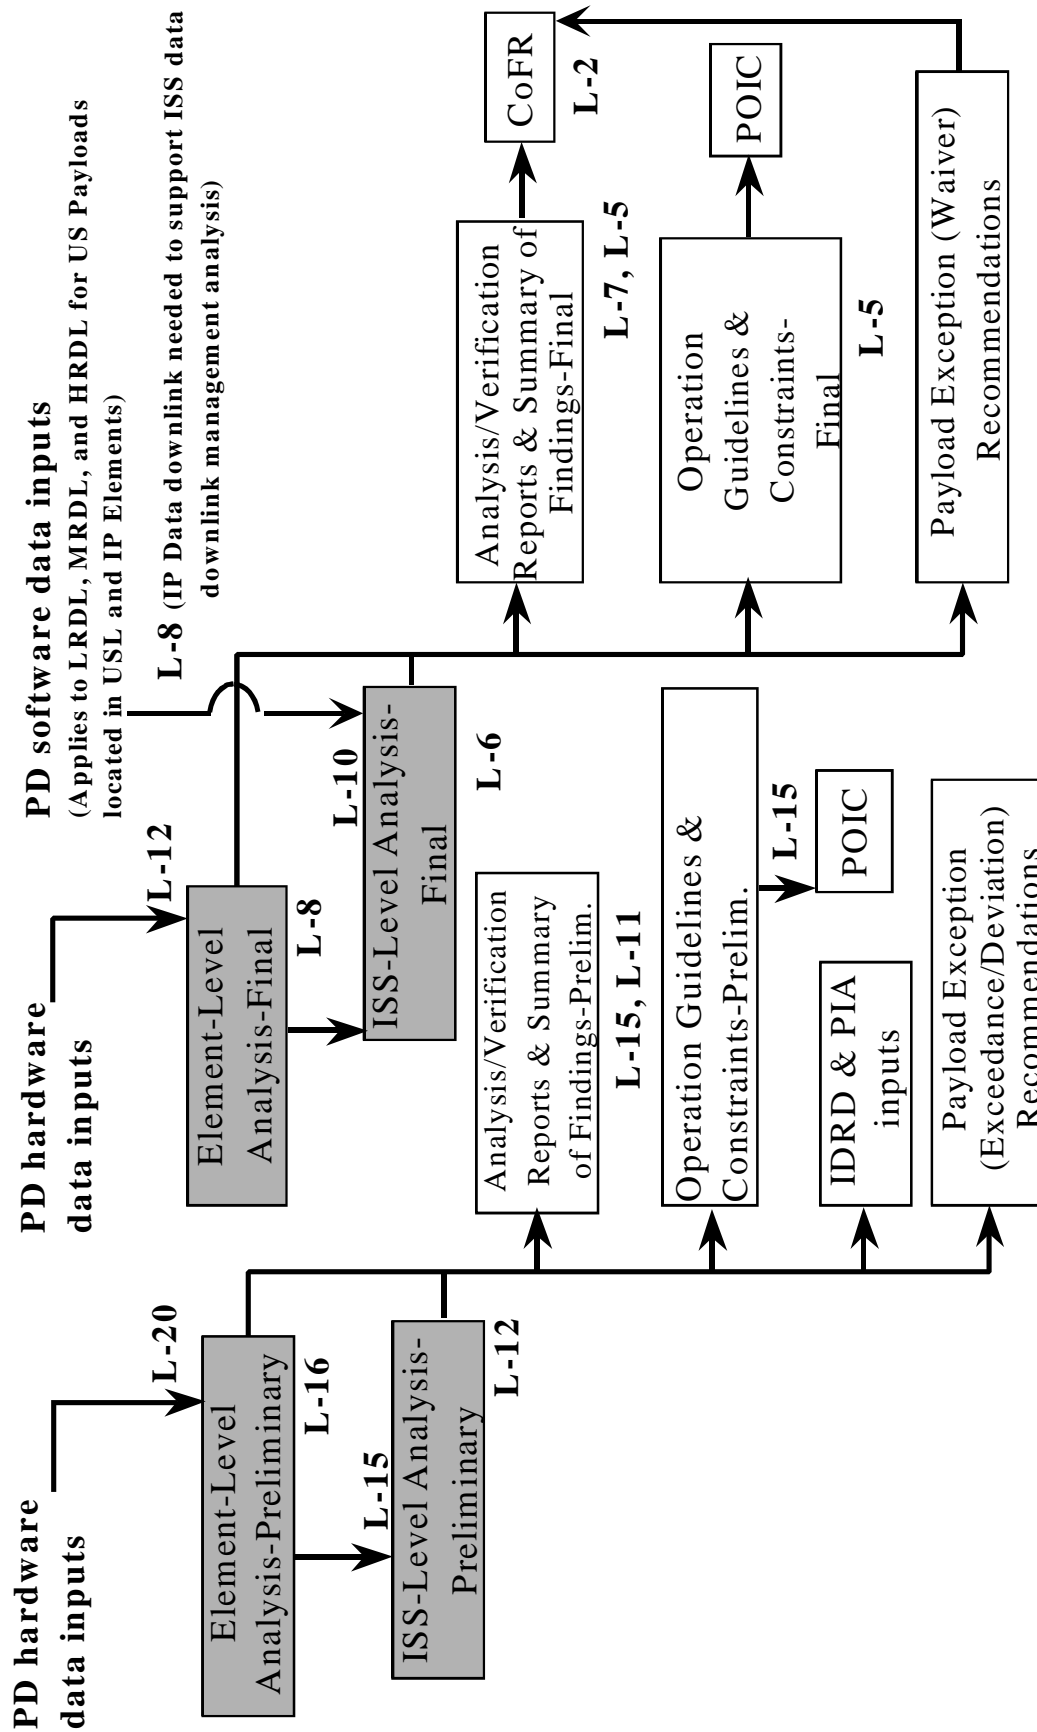 PD hardware
data inputs
L-20
Element-Level
Analysis-Preliminary
L-16
L-15
ISS-Level Analysis-
Preliminary
L-12
PD hardware
data inputs
L-12
Element-Level
Analysis-Final
L-8
L-10
ISS-Level Analysis-
Final
L-6
Analysis/Verification
Reports & Summary
of Findings-Prelim.
L-15, L-11
Operation Guidelines &
Constraints-Prelim.
L-15
POIC
IDRD & PIA
inputs
Payload Exception
(Exceedance/Deviation)
Recommendations
PD software data inputs
(Applies to LRDL, MRDL, and HRDL for US Payloads
located in USL and IP Elements)
L-8 (IP Data downlink needed to support ISS data
downlink management analysis)
Analysis/Verification
Reports & Summary of
Findings-Final
L-7, L-5
CoFR
L-2
Operation
Guidelines &
Constraints-
Final
L-5
POIC
Payload Exception (Waiver)
Recommendations